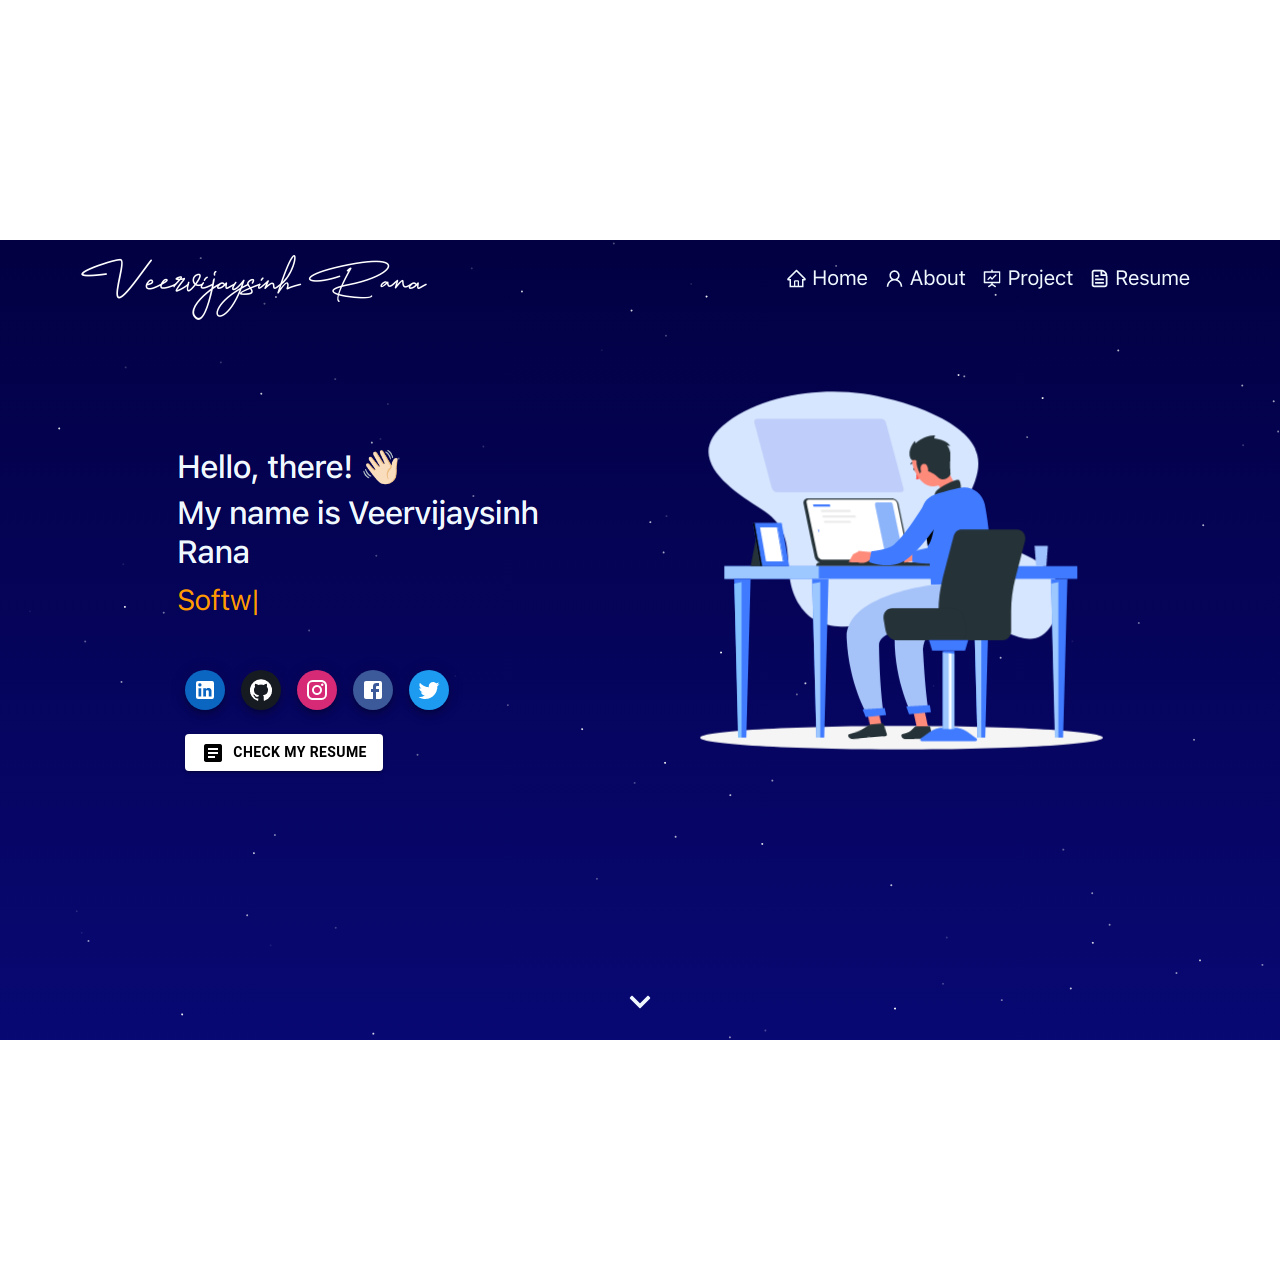 Veervijaysinh Rana
Home About Project Resume
Hello, there! 👋🏻
My name is Veervijaysinh
Rana
Softw|
CHECK MY RESUME